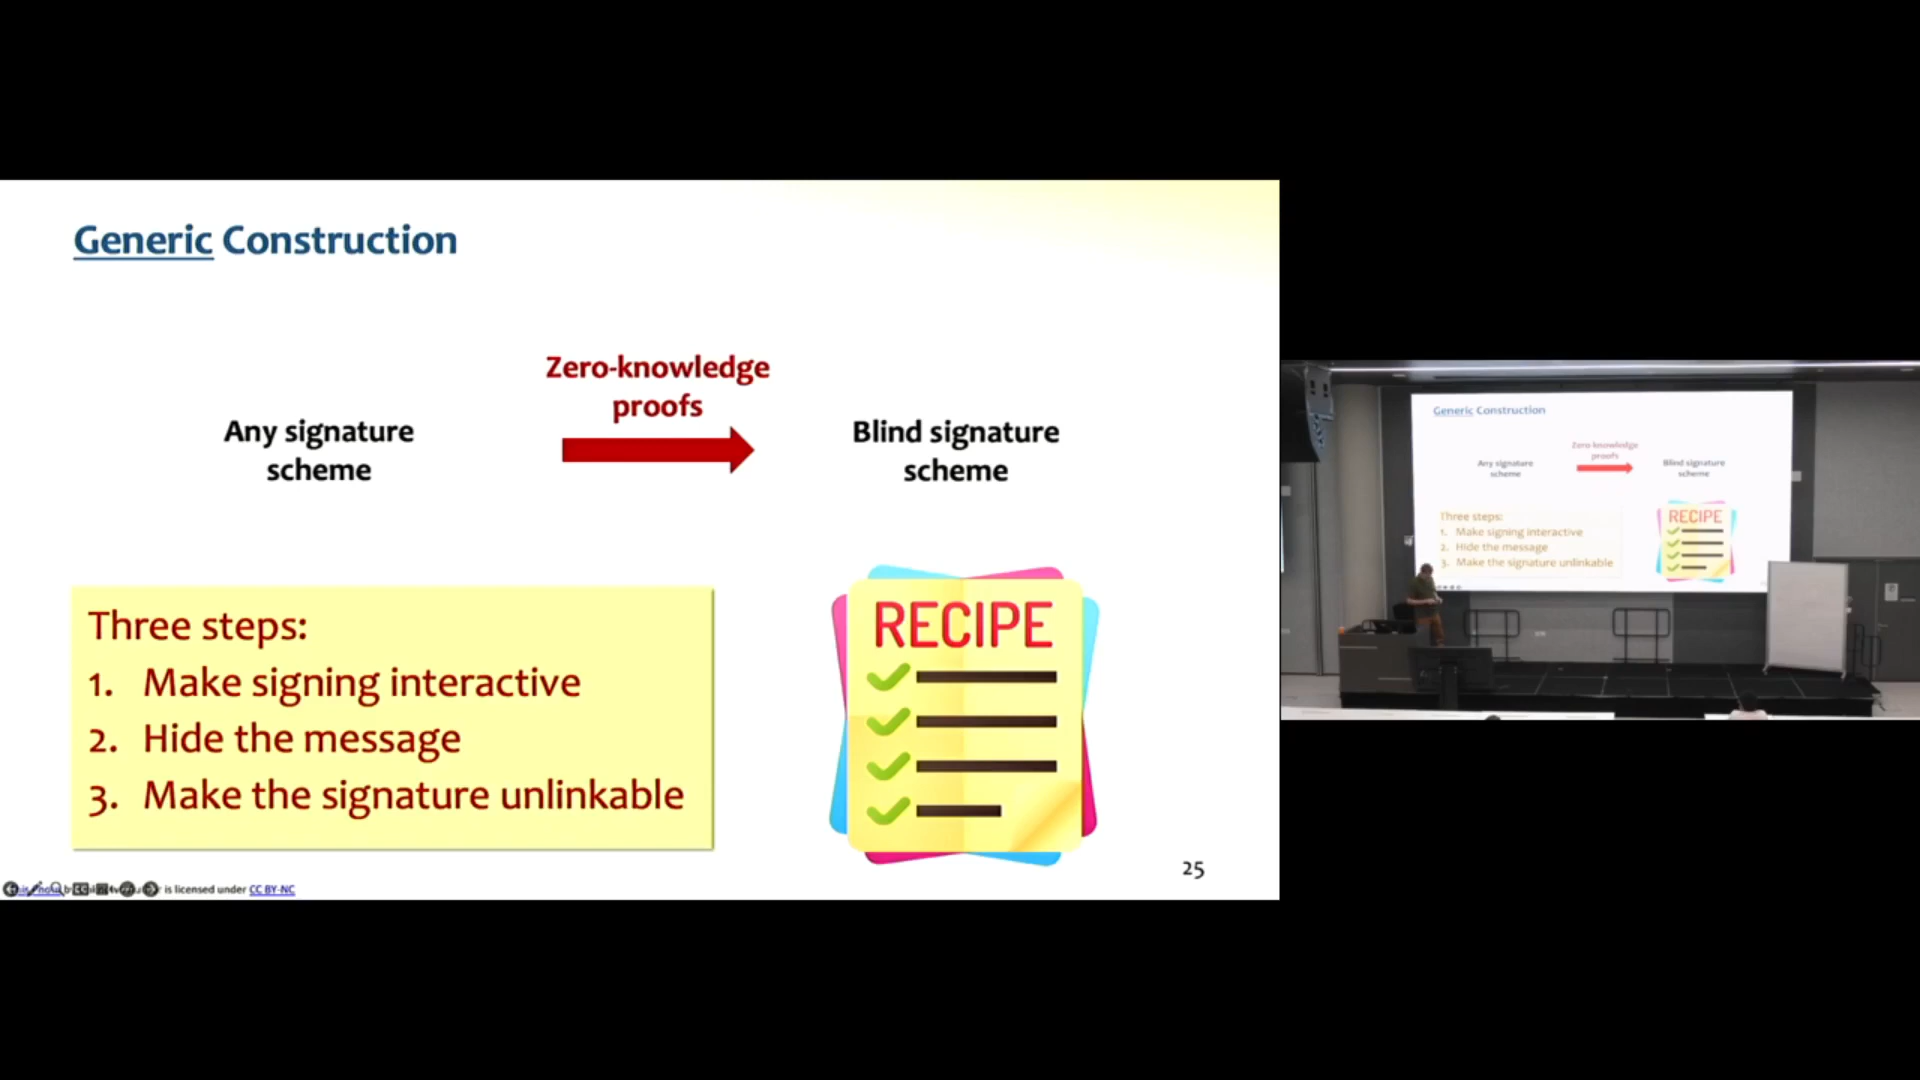 Generic Construction
Zero-knowledge
proofs
Any signature
scheme
Blind signature
scheme
Three steps:
1. Make signing interactive
2. Hide the message
3. Make the signature unlinkable
RECIPE
25
is licensed under CC BY-NC
Generic Construction
Zero-knowledge
proofs
Any signature
scheme
Blind signature
scheme
Three steps:
1. Make signing interactive
2. Hide the message
3. Make the signature unlinkable
RECIPE